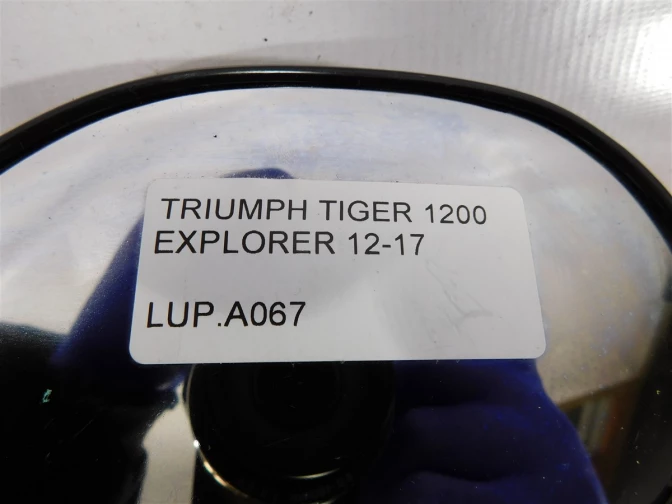 TRIUMPH TIGER 1200
EXPLORER 12-17
LUP.A067